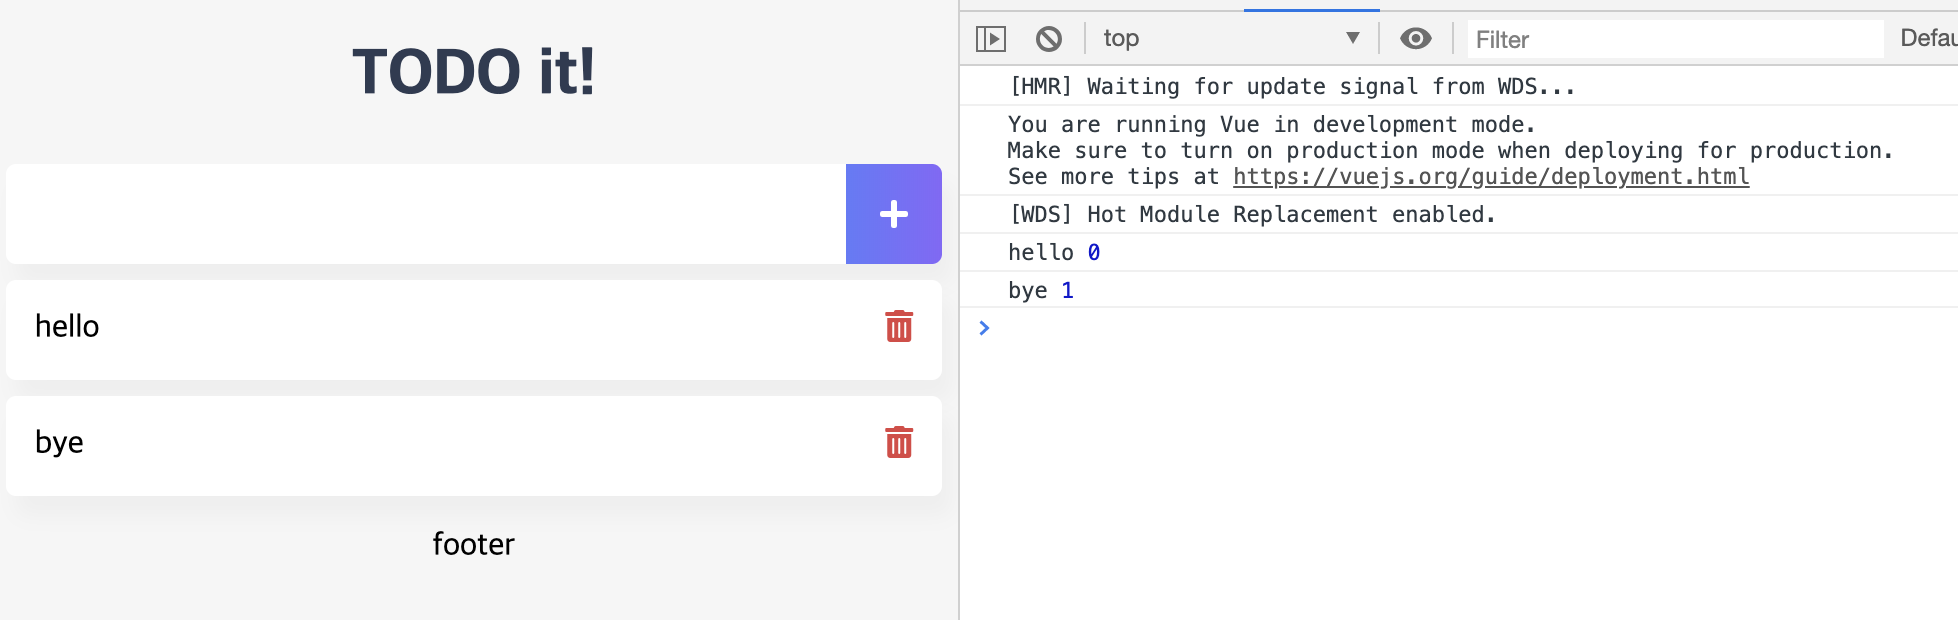 TODO it!
hello
bye
footer
top
Filter
Defau
[HMR] Waiting for update signal from WDS...
You are running Vue in development mode.
Make sure to turn on production mode when deploying for production.
See more tips at https://vuejs.org/guide/deployment.html
[WDS] Hot Module Replacement enabled.
hello 0
bye 1